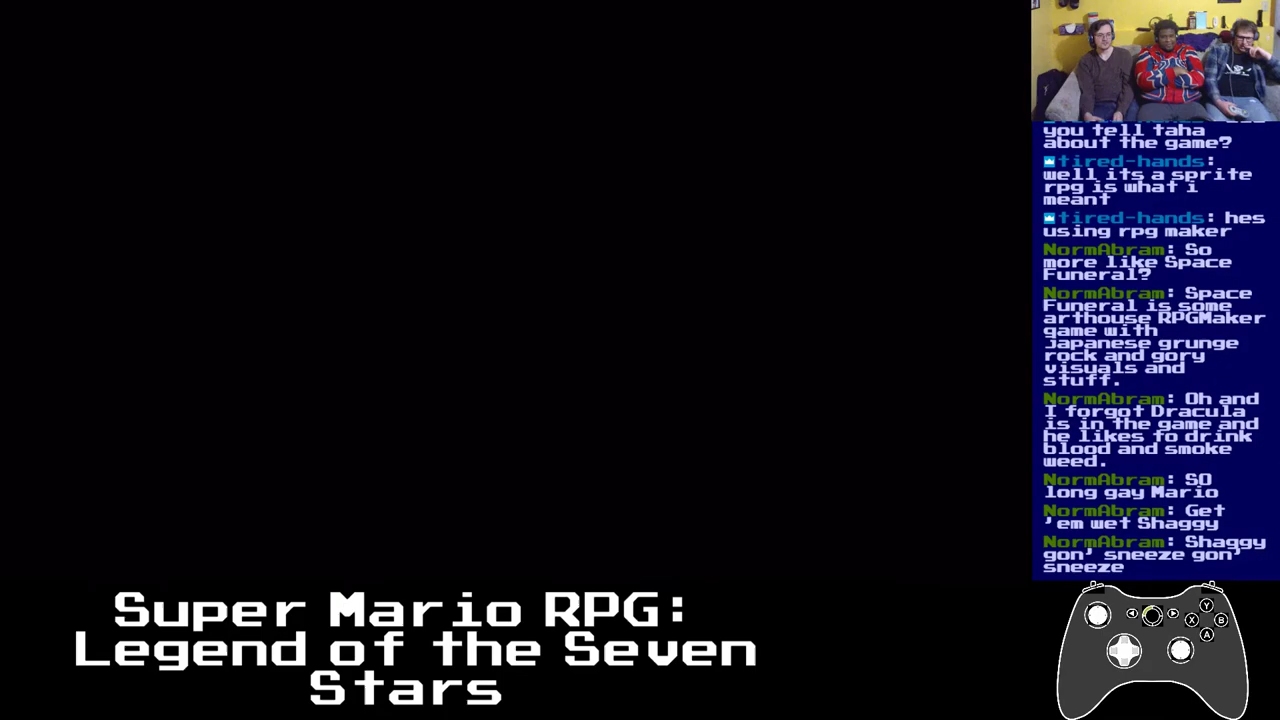 you tell taha
about the game?
tired-hands:
well its a sprite
rpg is what i
meant
tired-hands: hes
using rpg maker
NormAbram: So
more like Space
Funeral?
NormAbram: Space
Funeral is some
arthouse RPGMaker
game with
japanese grunge
rock and gory
visuals and
stuff.
NormAbram: Oh and
I forgot Dracula
is in the game and
he likes to drink
blood and smoke
weed.
NormAbram: SO
long gay Mario
NormAbram: Get
'em wet Shaggy
NormAbram: Shaggy
gon' sneeze gon'
sneeze
Super Mario RPG:
Legend of the Seven
Stars
Y
X B
A